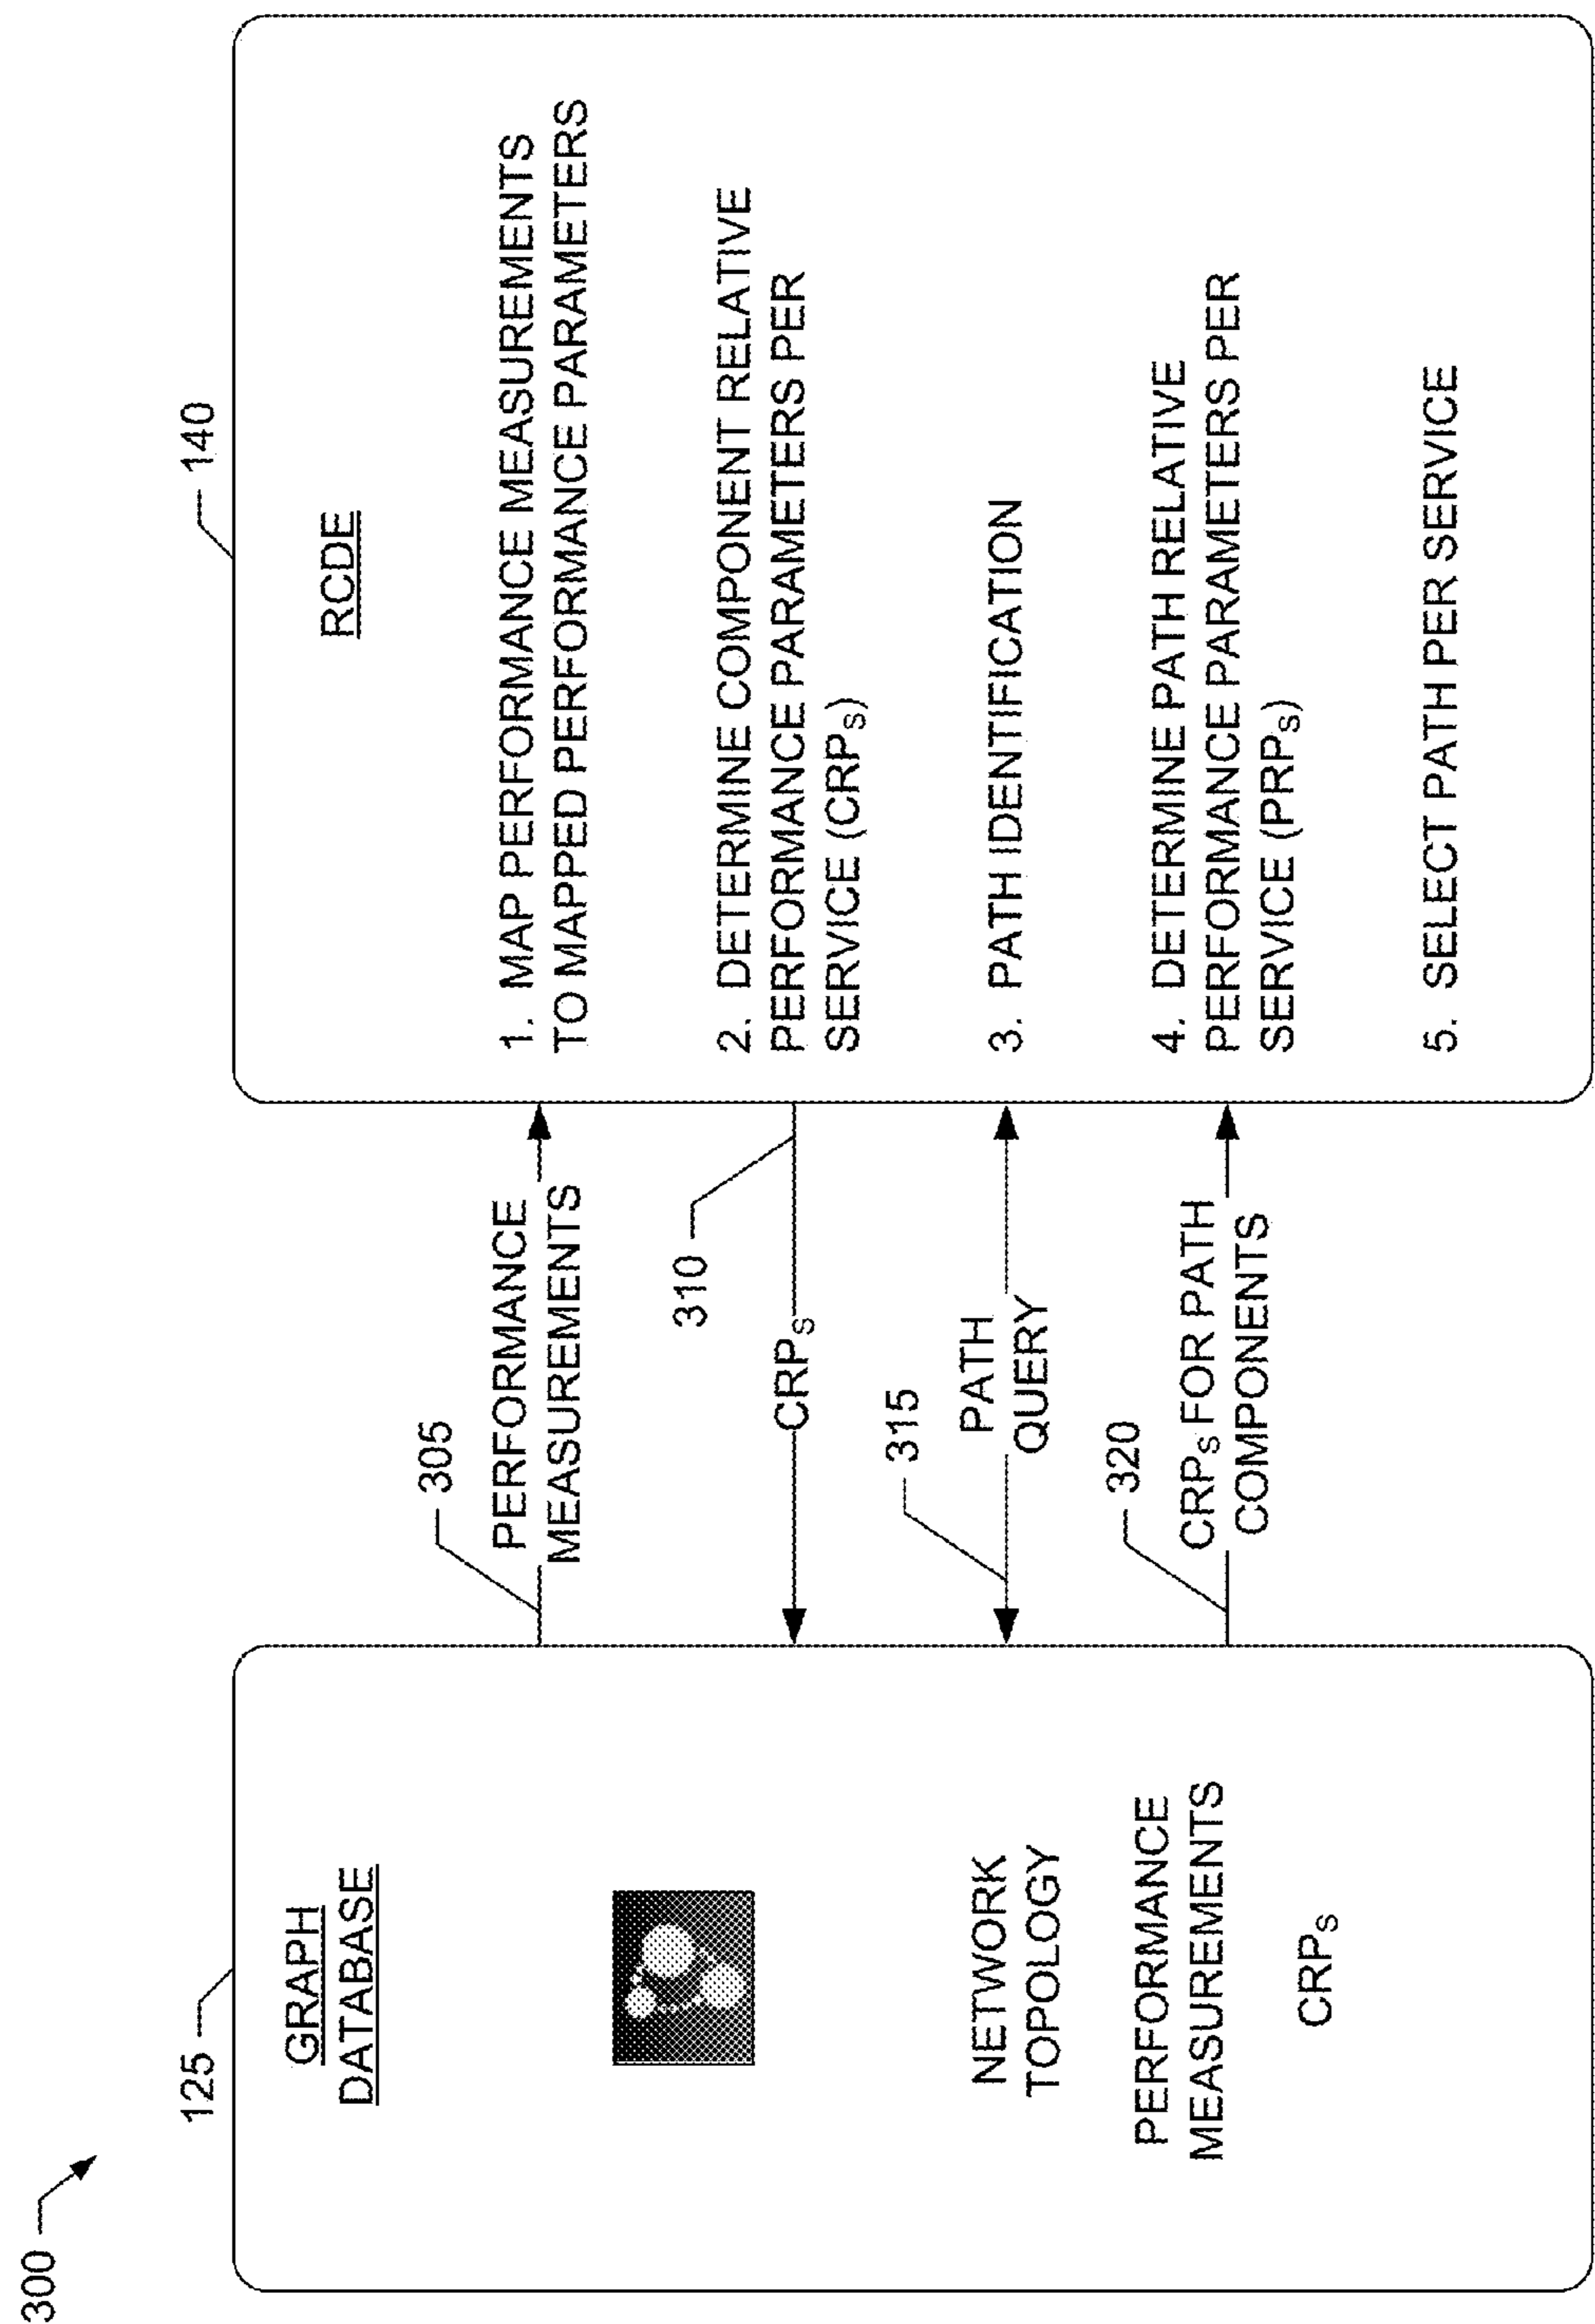 300
125
GRAPH
DATABASE
NETWORK
TOPOLOGY
PERFORMANCE
MEASUREMENTS
CRPS
305
PERFORMANCE
MEASUREMENTS
310
CRPS
315
PATH
QUERY
320
CRPS FOR PATH
COMPONENTS
140
RCDE
1. MAP PERFORMANCE MEASUREMENTS
TO MAPPED PERFORMANCE PARAMETERS
2. DETERMINE COMPONENT RELATIVE
PERFORMANCE PARAMETERS PER
SERVICE (CRPS)
3. PATH IDENTIFICATION
4. DETERMINE PATH RELATIVE
PERFORMANCE PARAMETERS PER
SERVICE (PRPS)
5. SELECT PATH PER SERVICE